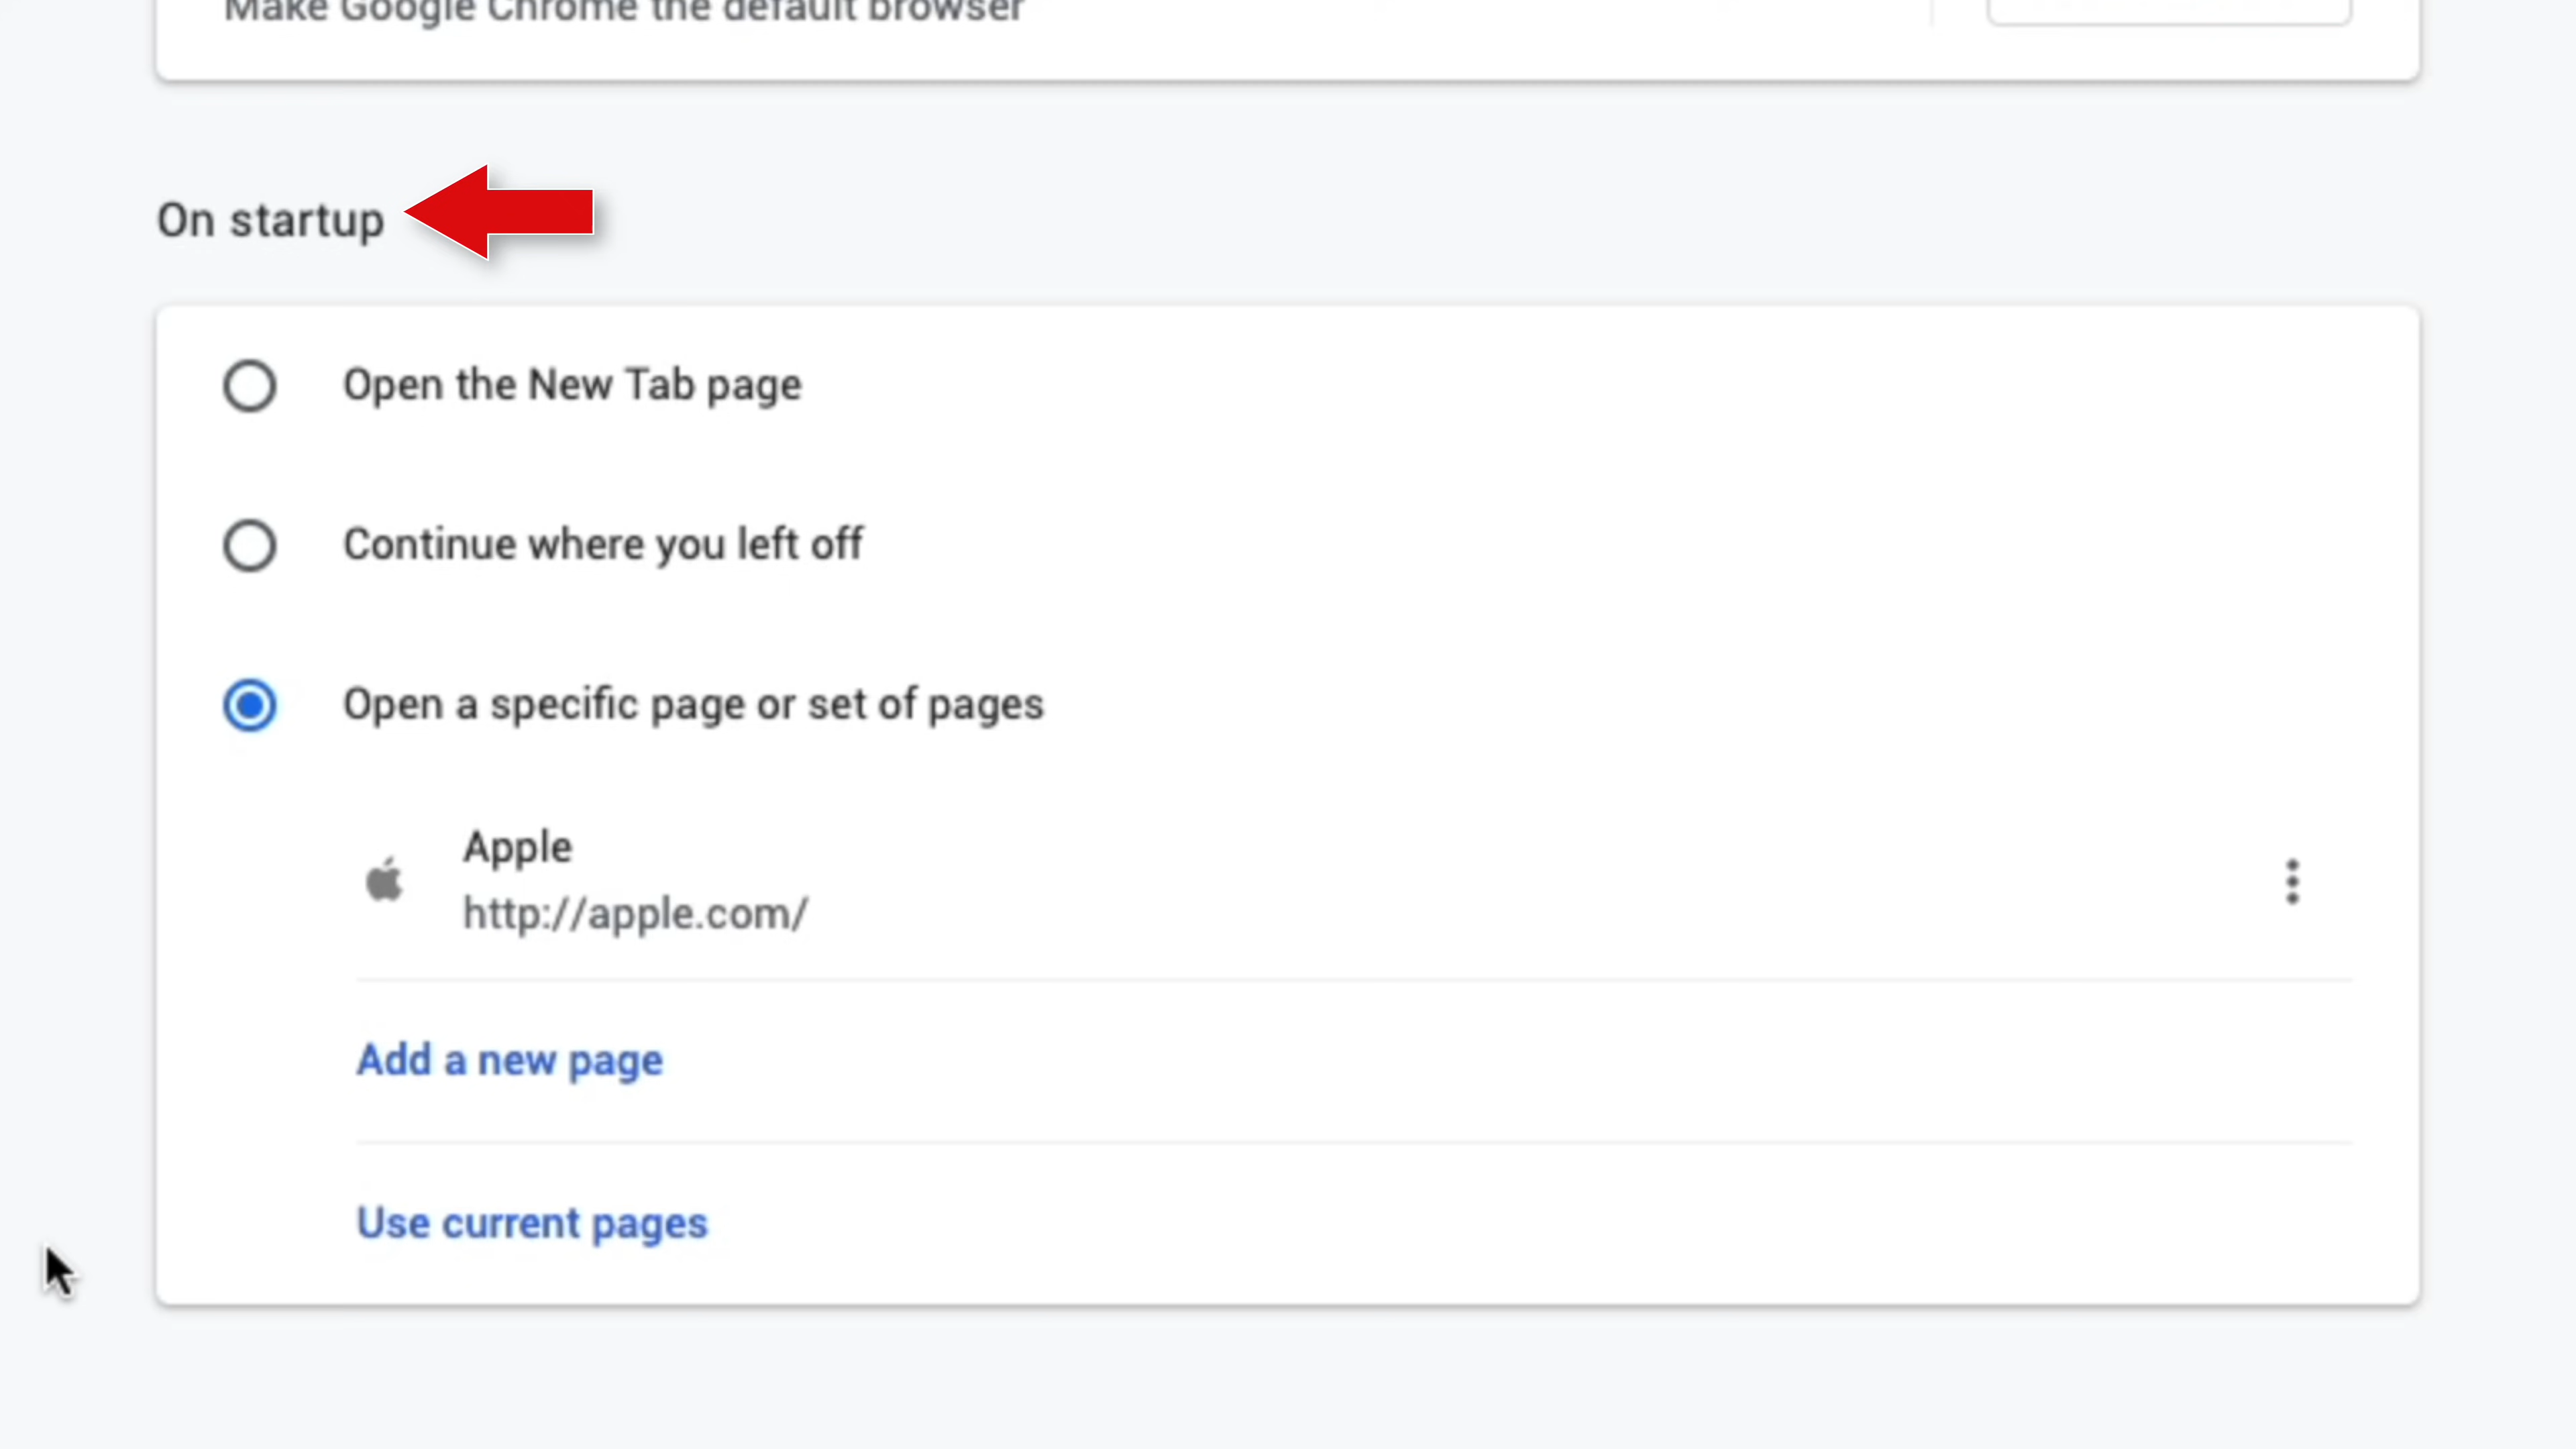 Make Google Chrome the default browser
On startup
Open the New Tab page
Continue where you left off
Open a specific page or set of pages
Apple
http://apple.com/
Add a new page
Use current pages